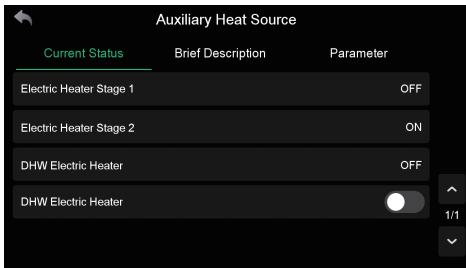 Auxiliary Heat Source
Current Status Brief Description Parameter
Electric Heater Stage 1 OFF
Electric Heater Stage 2 ON
DHW Electric Heater OFF
DHW Electric Heater
1/1